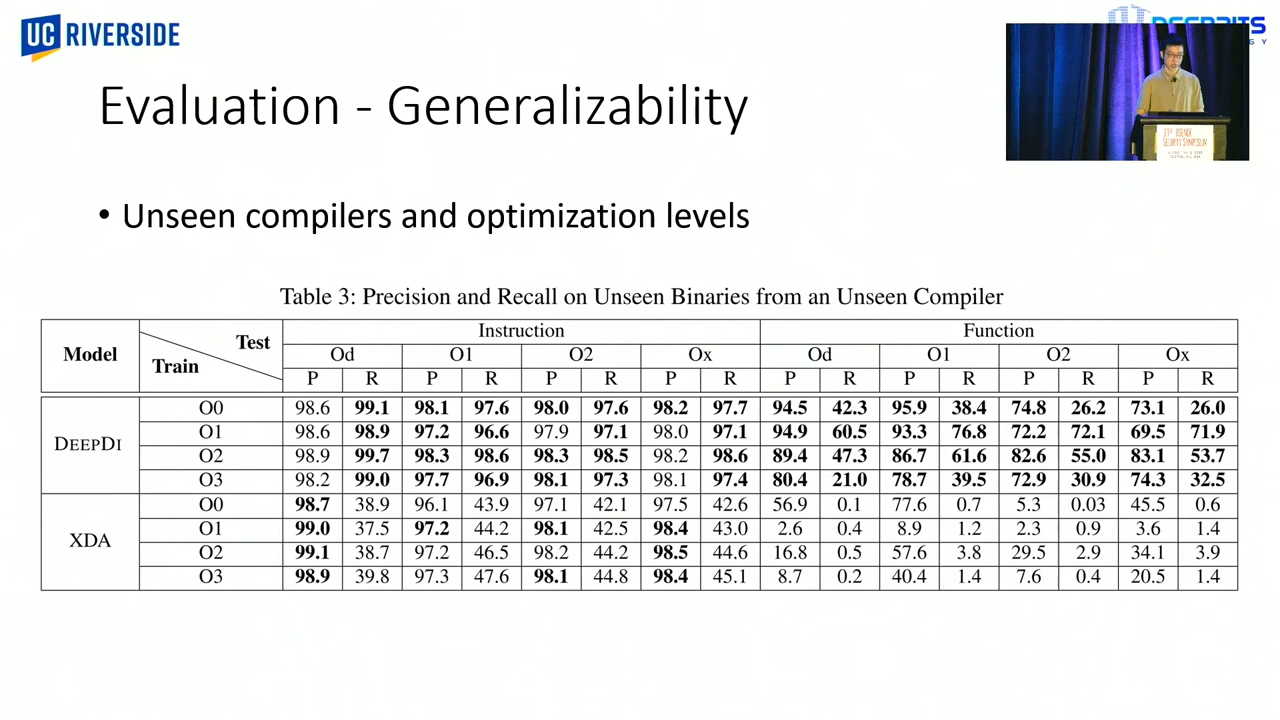 UC RIVERSIDE
DEEPBITS
Evaluation - Generalizability
31ST USENIX
SECURITY SYMPOSIUM
• Unseen compilers and optimization levels
Table 3: Precision and Recall on Unseen Binaries from an Unseen Compiler
Model Train Test Instruction Function
Od O1 O2 Ox Od O1 O2 Ox
P R P R P R P R P R P R P R P R
DEEPDI
O0 98.6 99.1 98.1 97.6 98.0 97.6 98.2 97.7 94.5 42.3 95.9 38.4 74.8 26.2 73.1 26.0
O1 98.6 98.9 97.2 96.6 97.9 97.1 98.0 97.1 94.9 60.5 93.3 76.8 72.2 72.1 69.5 71.9
O2 98.9 99.7 98.3 98.6 98.3 98.5 98.2 98.6 89.4 47.3 86.7 61.6 82.6 55.0 83.1 53.7
O3 98.2 99.0 97.7 96.9 98.1 97.3 98.1 97.4 80.4 21.0 78.7 39.5 72.9 30.9 74.3 32.5
XDA
O0 98.7 38.9 96.1 43.9 97.1 42.1 97.5 42.6 56.9 0.1 77.6 0.7 5.3 0.03 45.5 0.6
O1 99.0 37.5 97.2 44.2 98.1 42.5 98.4 43.0 2.6 0.4 8.9 1.2 2.3 0.9 3.6 1.4
O2 99.1 38.7 97.2 46.5 98.2 44.2 98.5 44.6 16.8 0.5 57.6 3.8 29.5 2.9 34.1 3.9
O3 98.9 39.8 97.3 47.6 98.1 44.8 98.4 45.1 8.7 0.2 40.4 1.4 7.6 0.4 20.5 1.4